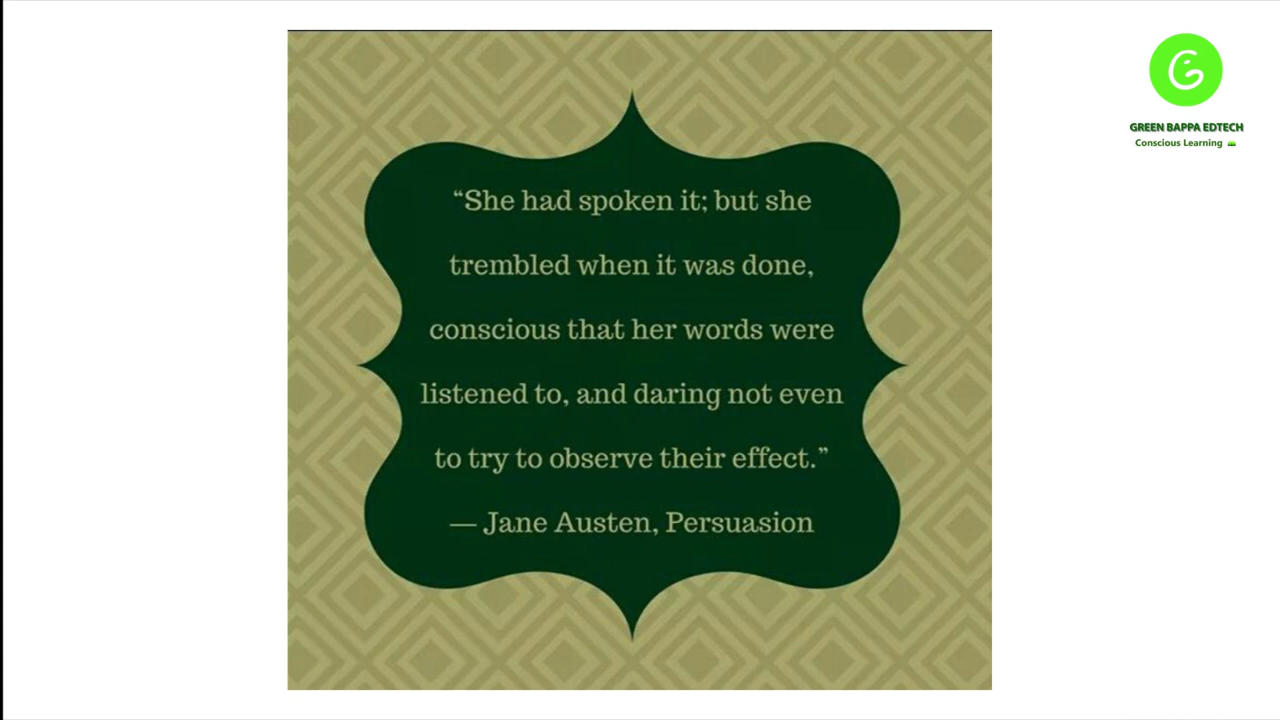 “She had spoken it; but she
trembled when it was done,
conscious that her words were
listened to, and daring not even
to try to observe their effect.”
— Jane Austen, Persuasion
GREEN BAPPA EDTECH
Conscious Learning